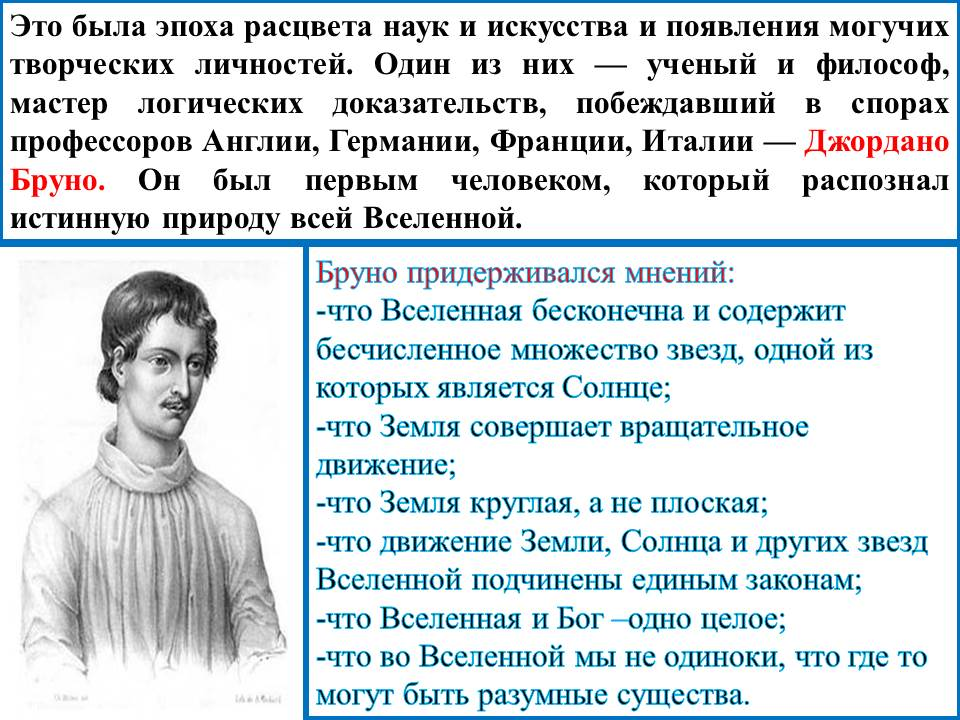 Это была эпоха расцвета наук и искусства и появления могучих
творческих личностей. Один из них — ученый и философ,
мастер логических доказательств, побеждавший в спорах
профессоров Англии, Германии, Франции, Италии — Джордано
Бруно. Он был первым человеком, который распознал
истинную природу всей Вселенной.
Бруно придерживался мнений:
-что Вселенная бесконечна и содержит
бесчисленное множество звезд, одной из
которых является Солнце;
-что Земля совершает вращательное
движение;
-что Земля круглая, а не плоская;
-что движение Земли, Солнца и других звезд
Вселенной подчинены единым законам;
-что Вселенная и Бог –одно целое;
-что во Вселенной мы не одиноки, что где то
могут быть разумные существа.